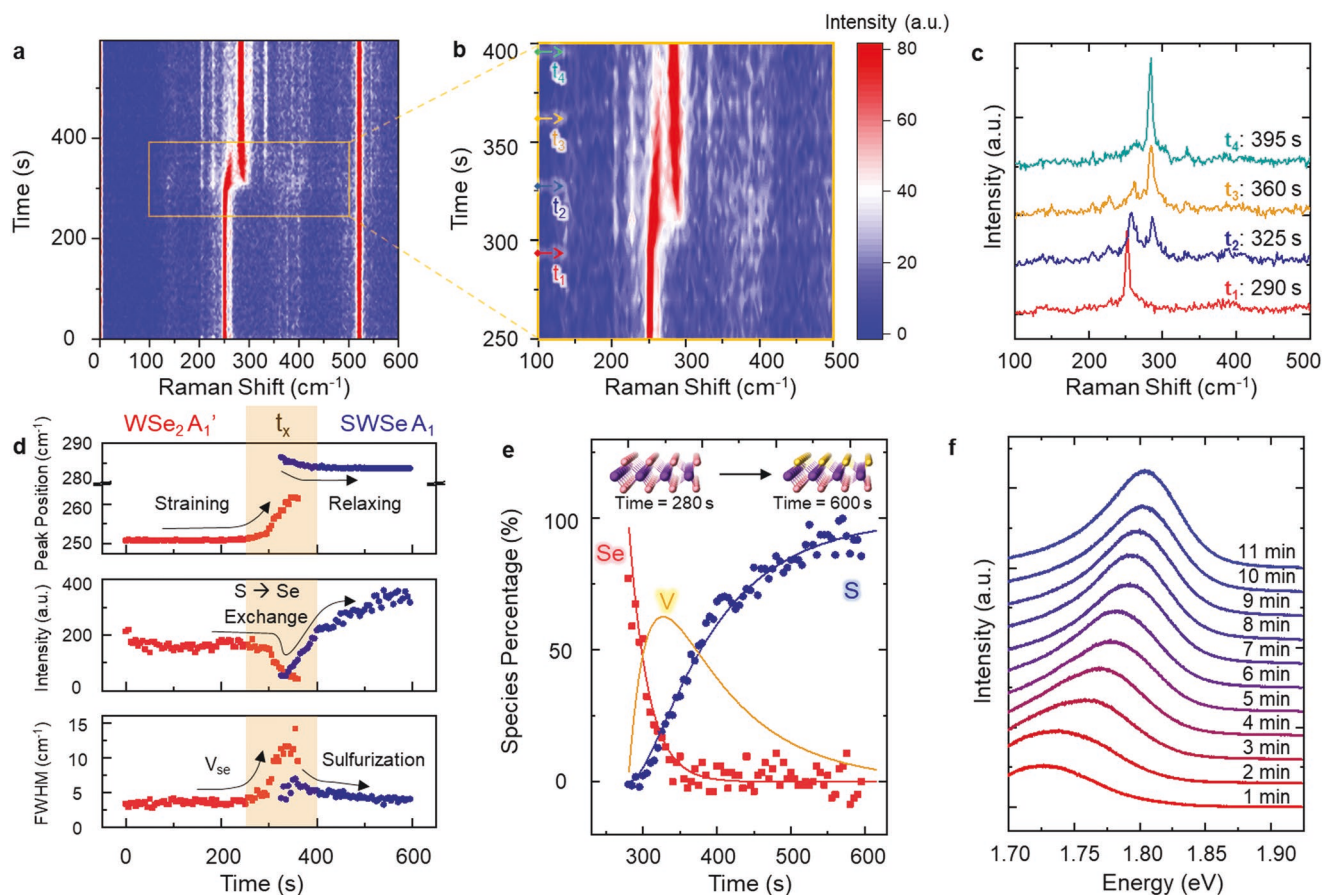 a
Time (s)
600
400
200
0
0 100 200 300 400 500 600
Raman Shift (cm⁻¹)
b
Time (s)
400
350
300
250
t₄
t₃
t₂
t₁
100 200 300 400 500
Raman Shift (cm⁻¹)
Intensity (a.u.)
80
60
40
20
0
c
Intensity (a.u.)
t₄: 395 s
t₃: 360 s
t₂: 325 s
t₁: 290 s
100 200 300 400 500
Raman Shift (cm⁻¹)
d
WSe₂ A₁’ tₓ SWSe A₁
Peak Position (cm⁻¹)
290
280
260
250
Straining
Relaxing
Intensity (a.u.)
400
200
0
S → Se
Exchange
FWHM (cm⁻¹)
15
10
5
0
Vse
Sulfurization
0 200 400 600
Time (s)
e
Species Percentage (%)
100
75
50
25
0
Time = 280 s
Time = 600 s
Se
V
S
300 400 500 600
Time (s)
f
Intensity (a.u.)
11 min
10 min
9 min
8 min
7 min
6 min
5 min
4 min
3 min
2 min
1 min
1.70 1.75 1.80 1.85 1.90
Energy (eV)